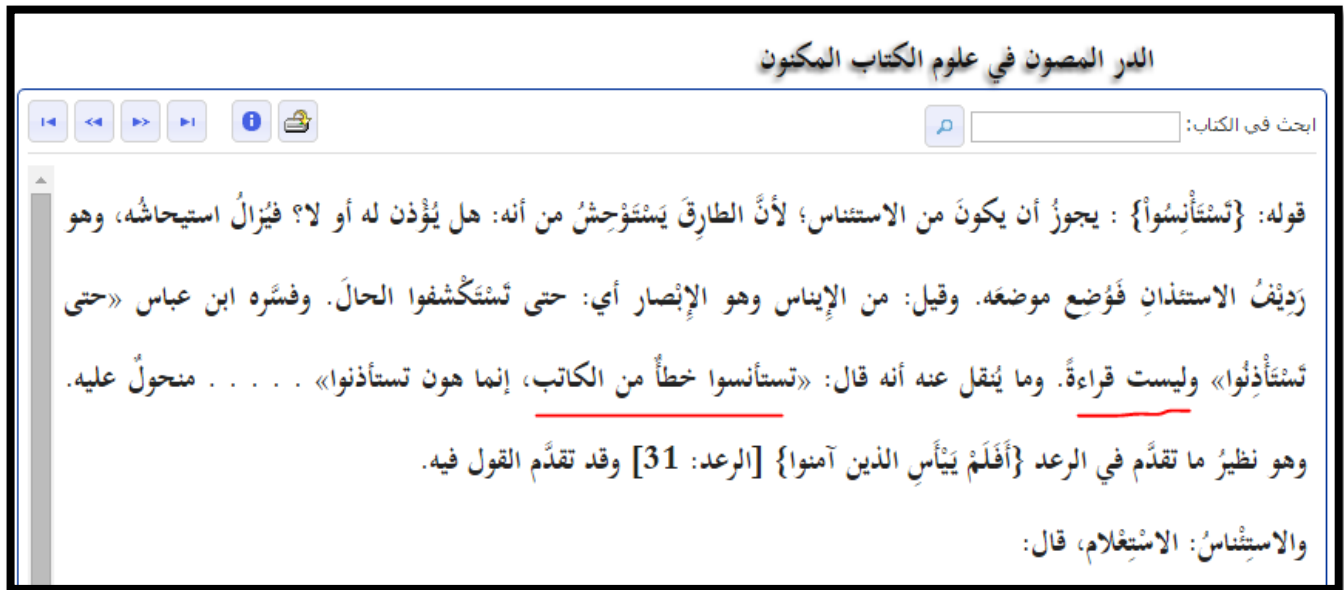 الدر المصون في علوم الكتاب المكنون
ابحث في الكتاب:
قوله: {تَسْتَأْنِسُواْ} : يجوزُ أن يكونَ من الاستئناس؛ لأنَّ الطارِقَ يَسْتَوْحِشُ من أنه: هل يُؤْذن له أو لا؟ فيُزالُ استيحاشُه، وهو
رَدِيْفُ الاستئذانِ فَوُضِع موضعَه. وقيل: من الإِيناس وهو الإِبْصار أي: حتى تَسْتَكْشفوا الحالَ. وفسَّره ابن عباس «حتى
تَسْتَأْذِنُوا» وليست قراءةً. وما يُنقل عنه أنه قال: «تستأنسوا خطأٌ من الكاتب، إنما هون تستأذنوا» . . . . . منحولٌ عليه.
وهو نظيرُ ما تقدَّم في الرعد {أَفَلَمْ يَيْأَسِ الذين آمنوا} [الرعد: 31] وقد تقدَّم القول فيه.
والاستِئْناسُ: الاسْتِعْلام، قال: